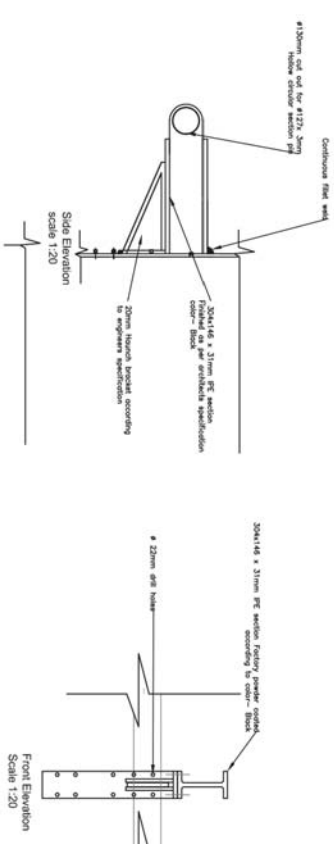 Continuous fillet weld
ø130mm cut out for ø127x 3mm
Hollow circular section pipe
304x146 x 31mm IPE section
Finished as per architects specification
color- Black
20mm Haunch bracket according
to engineers specification
Side Elevation
scale 1:20
304x146 x 31mm IPE section Factory powder coated
according to color- Black
ø 22mm drill holes
Front Elevation
Scale 1:20